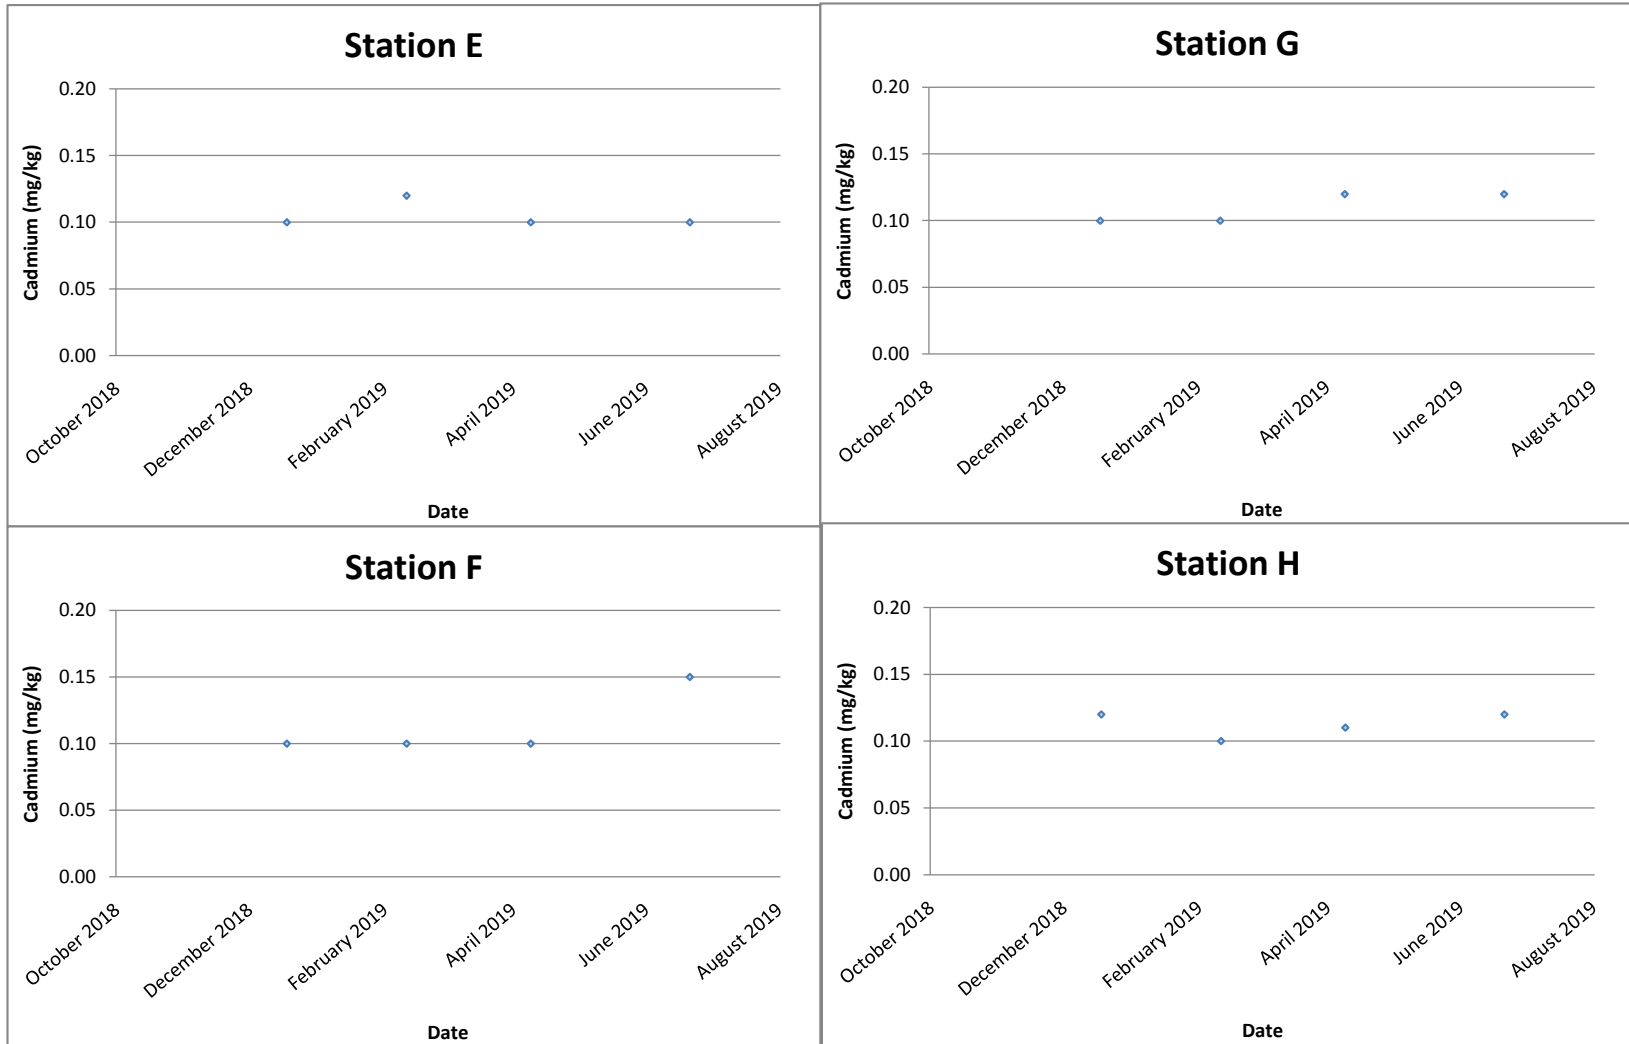 Station E
Cadmium (mg/kg)
0.20
0.15
0.10
0.05
0.00
October 2018
December 2018
February 2019
April 2019
June 2019
August 2019
Date
Station G
Cadmium (mg/kg)
0.20
0.15
0.10
0.05
0.00
October 2018
December 2018
February 2019
April 2019
June 2019
August 2019
Date
Station F
Cadmium (mg/kg)
0.20
0.15
0.10
0.05
0.00
October 2018
December 2018
February 2019
April 2019
June 2019
August 2019
Date
Station H
Cadmium (mg/kg)
0.20
0.15
0.10
0.05
0.00
October 2018
December 2018
February 2019
April 2019
June 2019
August 2019
Date